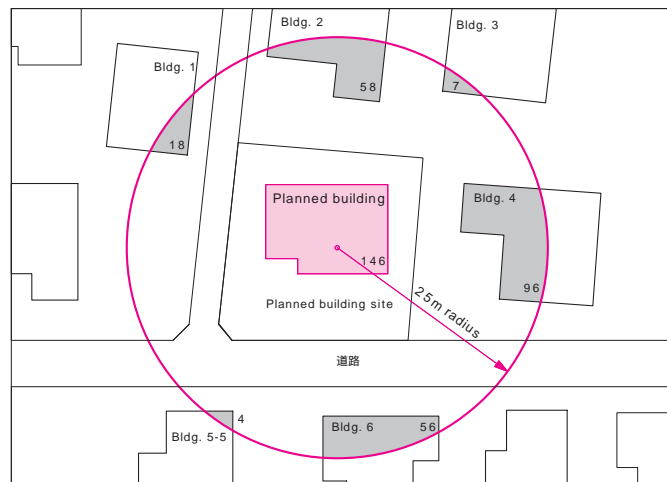 Bldg. 2
Bldg. 3
Bldg. 1
58
7
18
Planned building
Bldg. 4
146
96
25m radius
Planned building site
道路
4
Bldg. 5-5
Bldg. 6
56